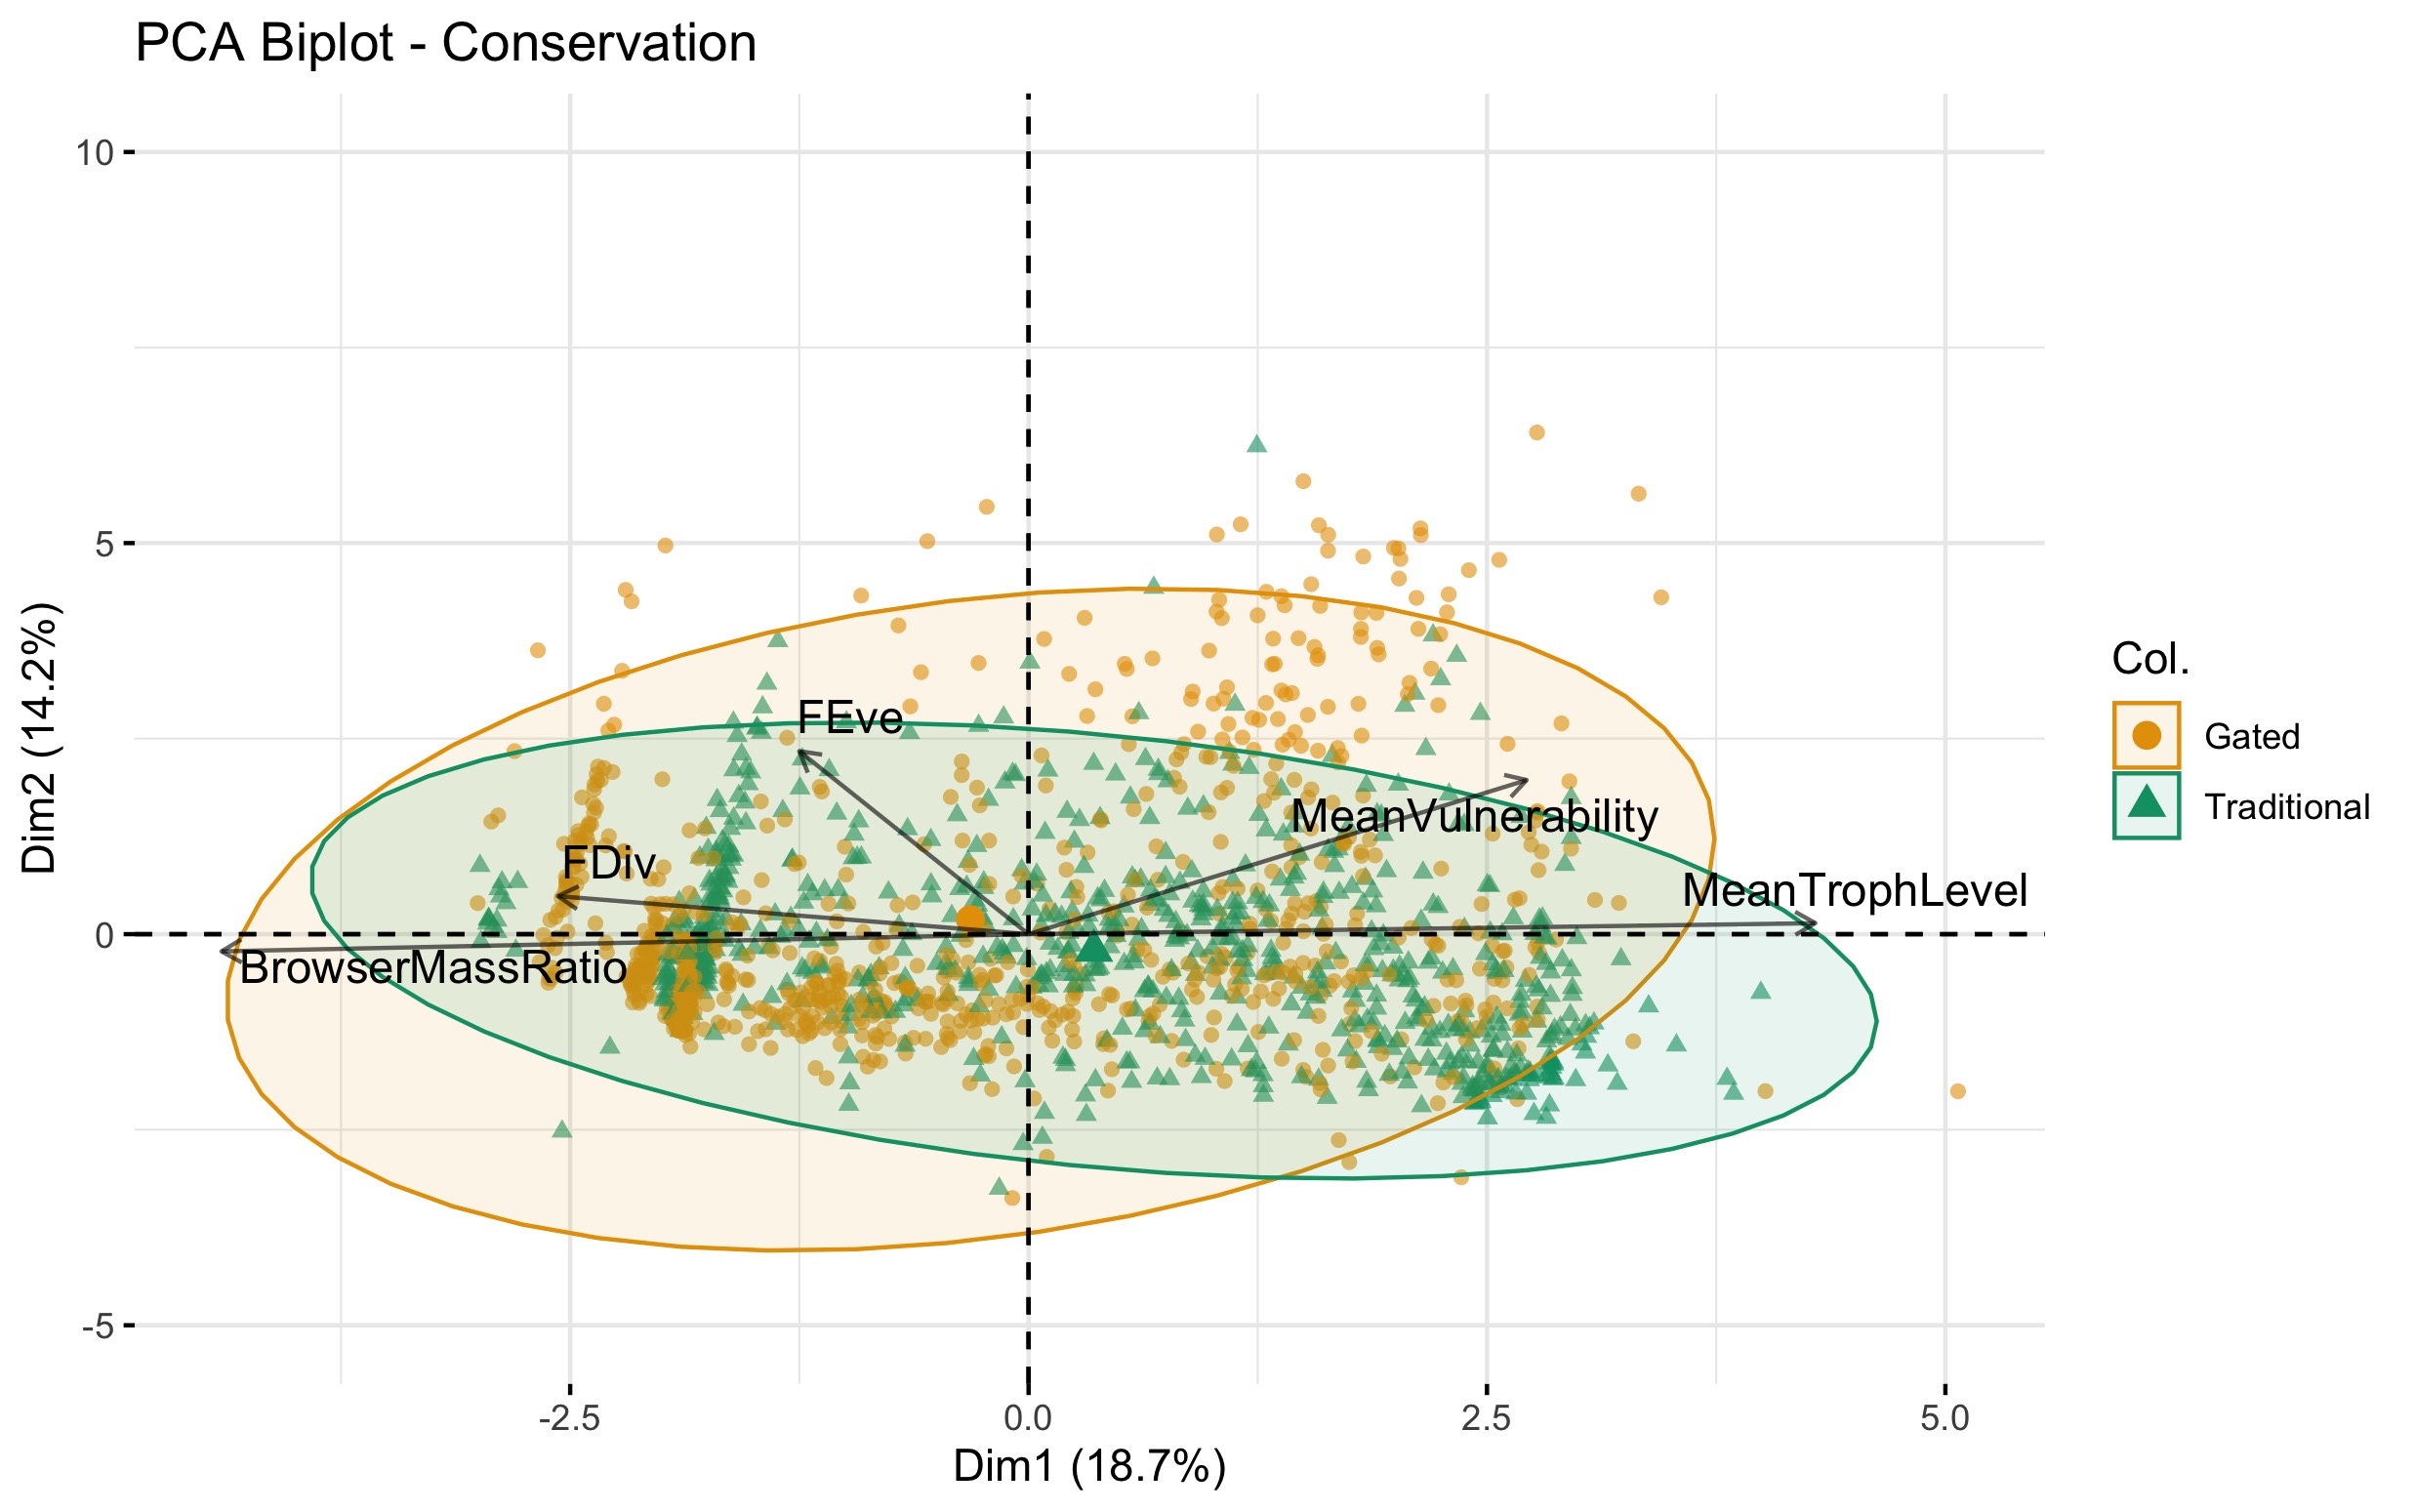 PCA Biplot - Conservation
10
5
0
-5
Dim2 (14.2%)
FEve
MeanVulnerability
FDiv
MeanTrophLevel
BrowserMassRatio
-2.5
0.0
2.5
5.0
Dim1 (18.7%)
Col.
Gated
Traditional